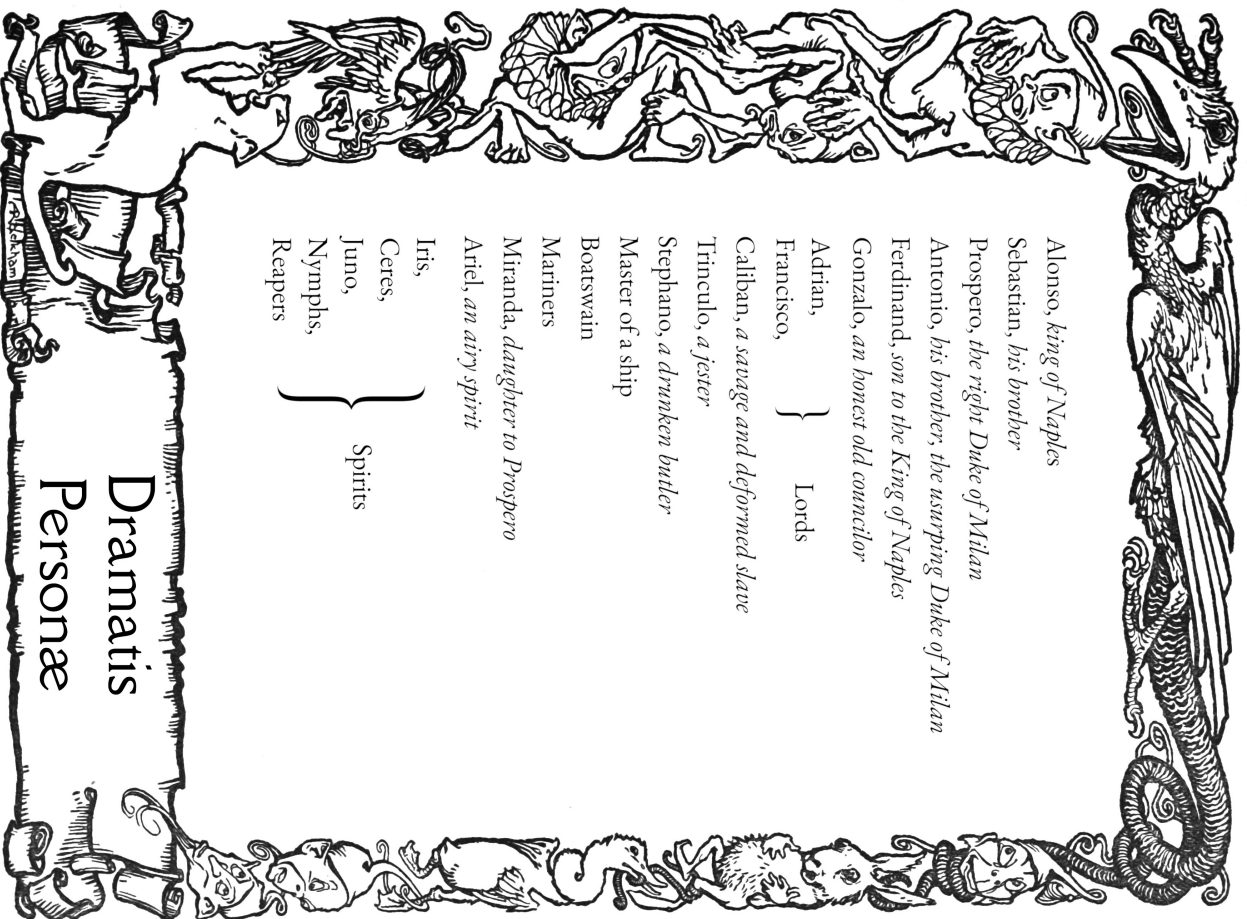 Alonso, king of Naples
Sebastian, his brother
Prospero, the right Duke of Milan
Antonio, his brother, the usurping Duke of Milan
Ferdinand, son to the King of Naples
Gonzalo, an honest old councilor
Adrian,
Francisco,
Lords
Caliban, a savage and deformed slave
Trinculo, a jester
Stephano, a drunken butler
Master of a ship
Boatswain
Mariners
Miranda, daughter to Prospero
Ariel, an airy spirit
Iris,
Ceres,
Juno,
Nymphs,
Reapers
Spirits
Dramatis
Personæ
ARackham